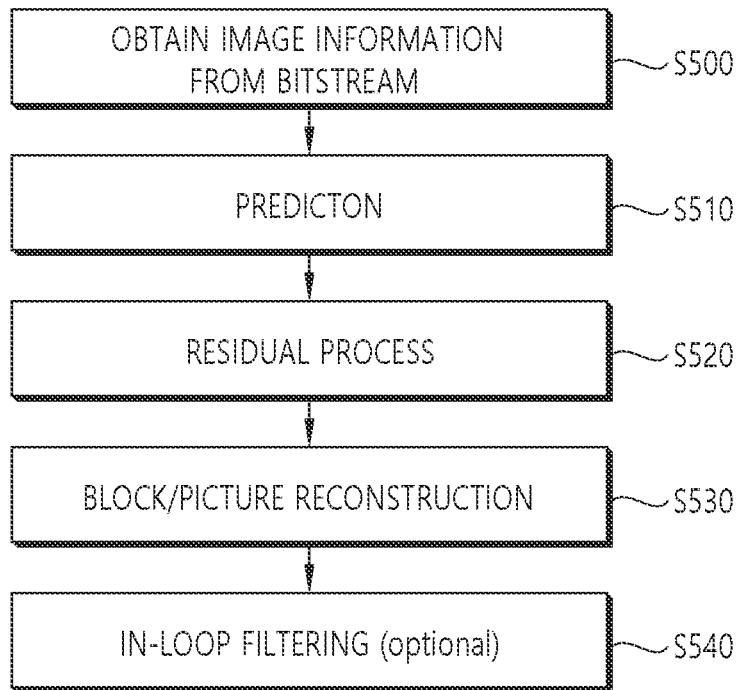 OBTAIN IMAGE INFORMATION
FROM BITSTREAM
S500
PREDICTON
S510
RESIDUAL PROCESS
S520
BLOCK/PICTURE RECONSTRUCTION
S530
IN-LOOP FILTERING (optional)
S540